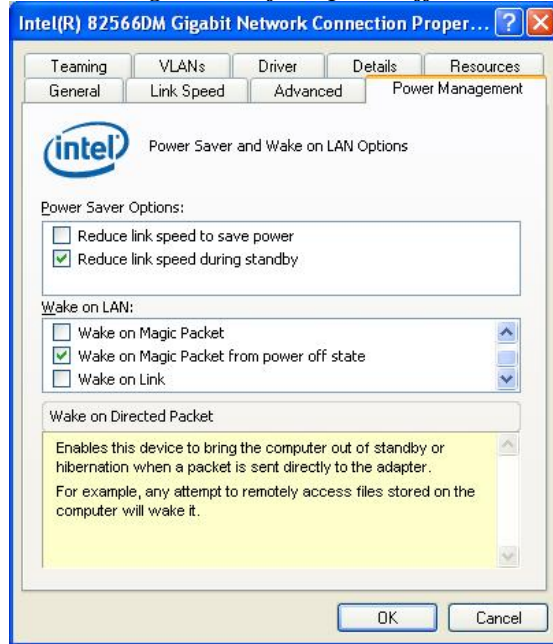 Intel(R) 82566DM Gigabit Network Connection Proper...
Teaming VLANs Driver Details Resources
General Link Speed Advanced Power Management
intel Power Saver and Wake on LAN Options
Power Saver Options:
Reduce link speed to save power
Reduce link speed during standby
Wake on LAN:
Wake on Magic Packet
Wake on Magic Packet from power off state
Wake on Link
Wake on Directed Packet
Enables this device to bring the computer out of standby or
hibernation when a packet is sent directly to the adapter.
For example, any attempt to remotely access files stored on the
computer will wake it.
OK Cancel